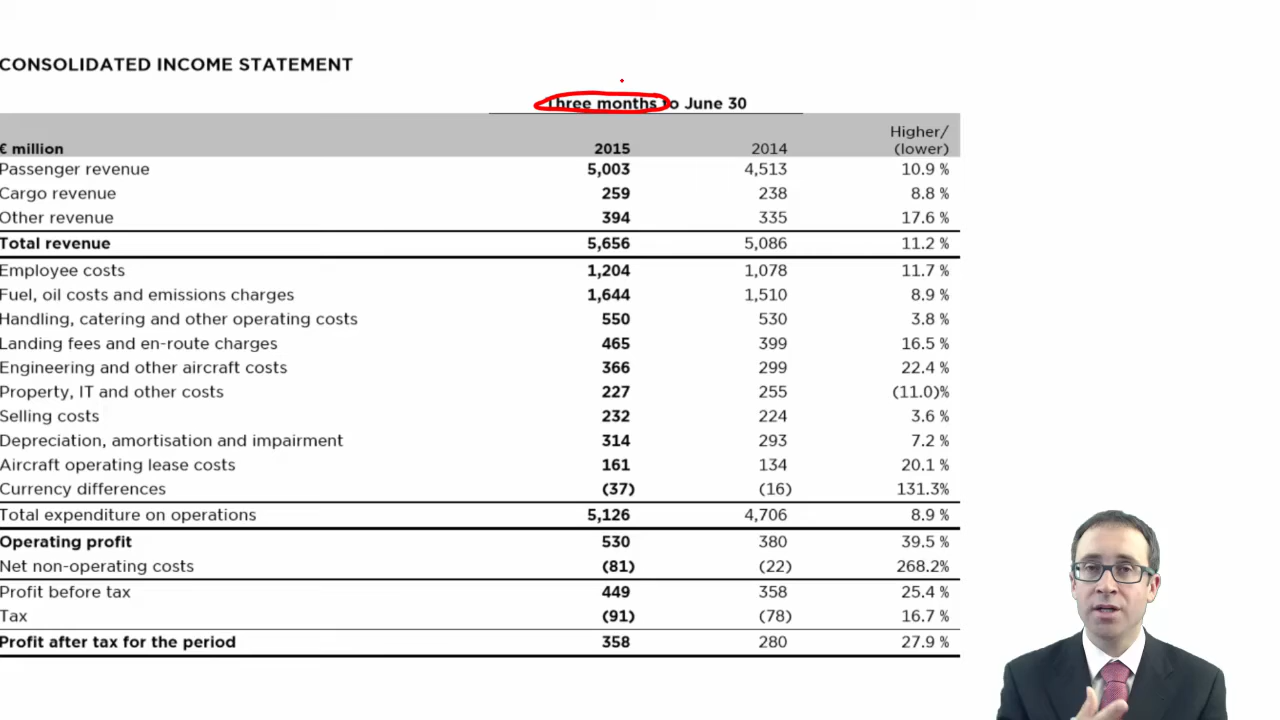 CONSOLIDATED INCOME STATEMENT
Three months to June 30
€ million 2015 2014 Higher/ (lower)
Passenger revenue 5,003 4,513 10.9 %
Cargo revenue 259 238 8.8 %
Other revenue 394 335 17.6 %
Total revenue 5,656 5,086 11.2 %
Employee costs 1,204 1,078 11.7 %
Fuel, oil costs and emissions charges 1,644 1,510 8.9 %
Handling, catering and other operating costs 550 530 3.8 %
Landing fees and en-route charges 465 399 16.5 %
Engineering and other aircraft costs 366 299 22.4 %
Property, IT and other costs 227 255 (11.0)%
Selling costs 232 224 3.6 %
Depreciation, amortisation and impairment 314 293 7.2 %
Aircraft operating lease costs 161 134 20.1 %
Currency differences (37) (16) 131.3%
Total expenditure on operations 5,126 4,706 8.9 %
Operating profit 530 380 39.5 %
Net non-operating costs (81) (22) 268.2%
Profit before tax 449 358 25.4 %
Tax (91) (78) 16.7 %
Profit after tax for the period 358 280 27.9 %